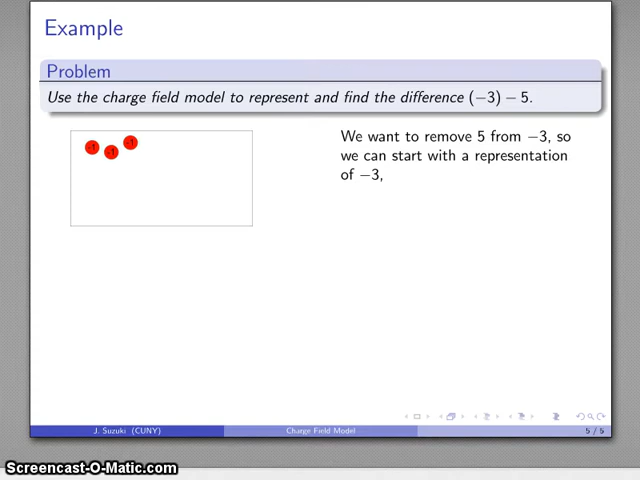 Example
Problem
Use the charge field model to represent and find the difference (−3) − 5.
-1
-1
-1
We want to remove 5 from −3, so
we can start with a representation
of −3,
J. Suzuki (CUNY)
Charge Field Model
5 / 5
Screencast-O-Matic.com